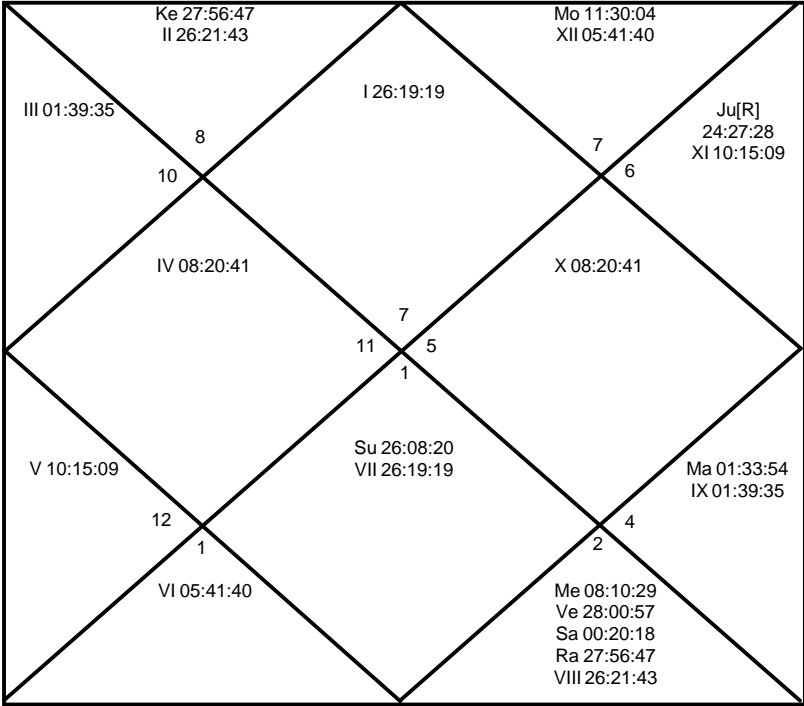 Ke 27:56:47
II 26:21:43
Mo 11:30:04
XII 05:41:40
I 26:19:19
III 01:39:35
Ju[R]
24:27:28
XI 10:15:09
8
7
10
6
IV 08:20:41
X 08:20:41
7
11
5
1
Su 26:08:20
VII 26:19:19
V 10:15:09
Ma 01:33:54
IX 01:39:35
12
4
1
2
VI 05:41:40
Me 08:10:29
Ve 28:00:57
Sa 00:20:18
Ra 27:56:47
VIII 26:21:43